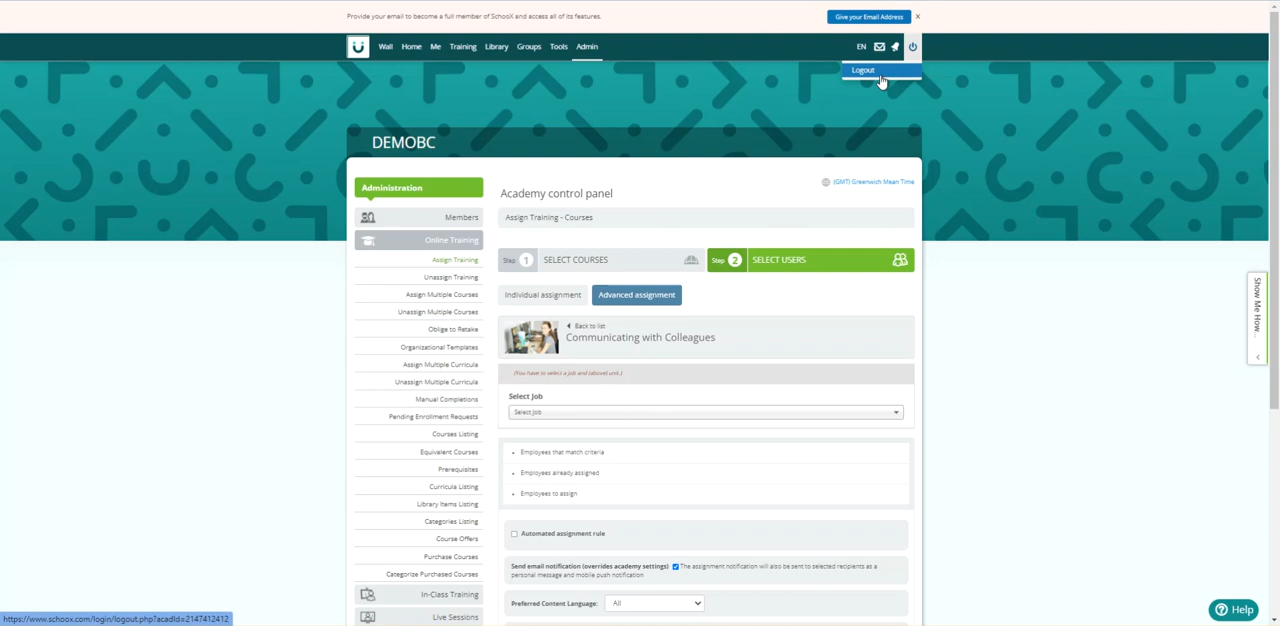 Provide your email to become a full member of SchooX and access all of its features.
Give your Email Address ×
Wall Home Me Training Library Groups Tools Admin EN
Logout
DEMOBC
Administration
Members
Online Training
Assign Training
Unassign Training
Assign Multiple Courses
Unassign Multiple Courses
Oblige to Retake
Organizational Templates
Assign Multiple Curricula
Unassign Multiple Curricula
Manual Completions
Pending Enrollment Requests
Courses Listing
Equivalent Courses
Prerequisites
Curricula Listing
Library Items Listing
Categories Listing
Course Offers
Purchase Courses
Categorize Purchased Courses
In-Class Training
Live Sessions
(GMT) Greenwich Mean Time
Academy control panel
Assign Training - Courses
Step 1 SELECT COURSES Step 2 SELECT USERS
Individual assignment Advanced assignment
Back to list
Communicating with Colleagues
(You have to select a job and (above) unit.)
Select Job
Select Job
Employees that match criteria
Employees already assigned
Employees to assign
Automated assignment rule
Send email notification (overrides academy settings) The assignment notification will also be sent to selected recipients as a
personal message and mobile push notification
Preferred Content Language: All
Show Me How...
Help
https://www.schoox.com/login/logout.php?acadId=2147412412